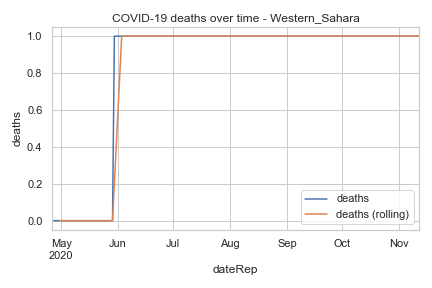 COVID-19 deaths over time - Western_Sahara
deaths
1.0
0.8
0.6
0.4
0.2
0.0
deaths
deaths (rolling)
May Jun Jul Aug Sep Oct Nov
2020
dateRep